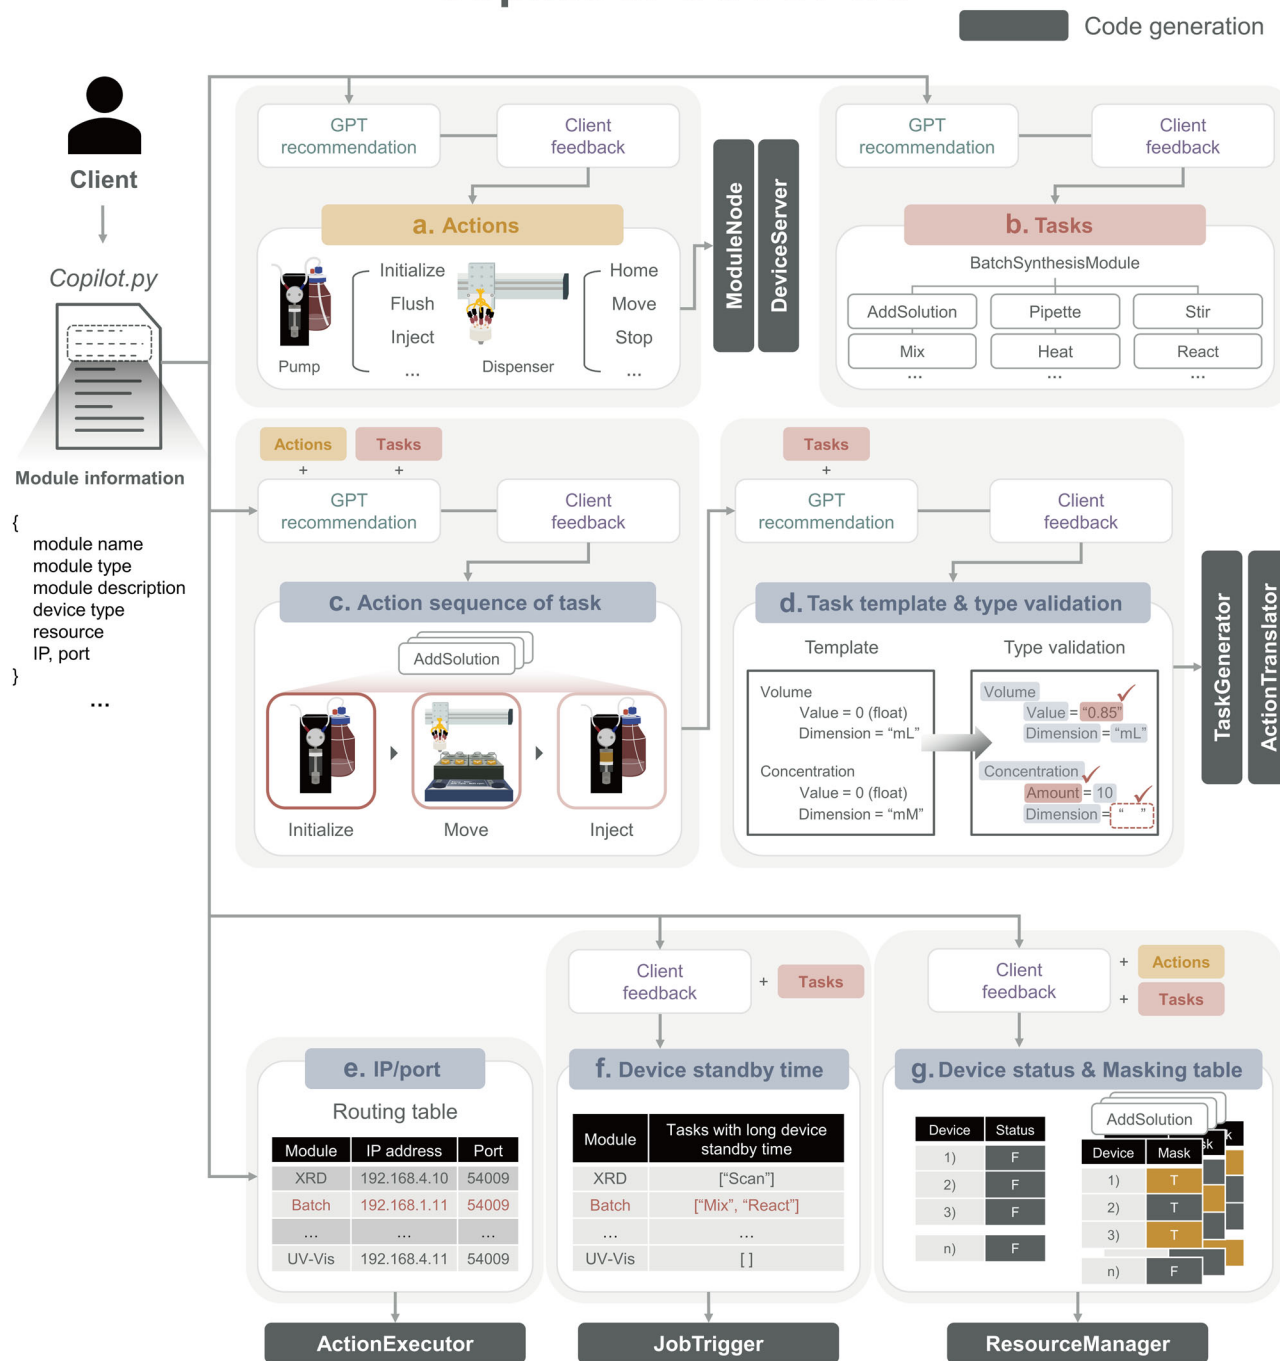 Code generation
Client
Copilot.py
Module information
{
module name
module type
module description
device type
resource
IP, port
}
...
GPT
recommendation
Client
feedback
a. Actions
Pump
Initialize
Flush
Inject
...
Dispenser
Home
Move
Stop
...
ModuleNode
DeviceServer
GPT
recommendation
Client
feedback
b. Tasks
BatchSynthesisModule
AddSolution
Pipette
Stir
Mix
Heat
React
...
...
...
Actions
Tasks
+
+
GPT
recommendation
Client
feedback
c. Action sequence of task
AddSolution
Initialize
Move
Inject
Tasks
+
GPT
recommendation
Client
feedback
d. Task template & type validation
Template
Volume
Value = 0 (float)
Dimension = “mL”
Concentration
Value = 0 (float)
Dimension = “mM”
Type validation
Volume
Value = “0.85”
Dimension = “mL”
Concentration
Amount = 10
Dimension = “ ”
TaskGenerator
ActionTranslator
e. IP/port
Routing table
Module IP address Port
XRD 192.168.4.10 54009
Batch 192.168.1.11 54009
... ... ...
UV-Vis 192.168.4.11 54009
ActionExecutor
Client
feedback
+ Tasks
f. Device standby time
Module Tasks with long device
standby time
XRD [“Scan”]
Batch [“Mix”, “React”]
... ...
UV-Vis [ ]
JobTrigger
Client
feedback
+ Actions
+ Tasks
g. Device status & Masking table
Device Status
1) F
2) F
3) F
n) F
AddSolution
Device Mask
1) T
2) T
3) T
n) F
sk
k
ResourceManager